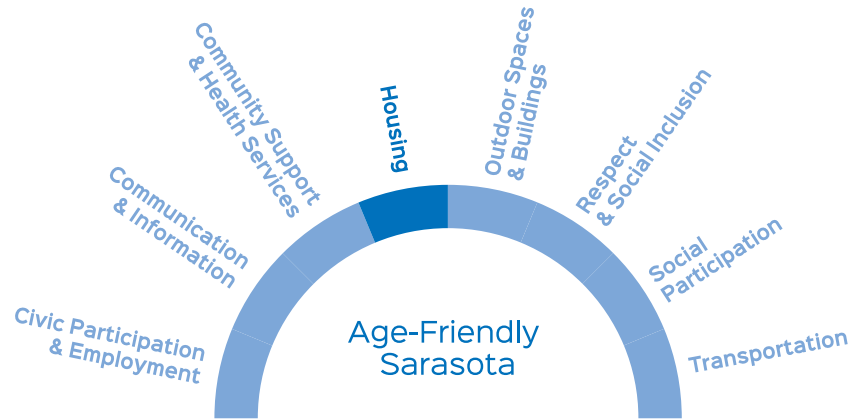 Civic Participation
& Employment
Communication
& Information
Community Support
& Health Services
Housing
Outdoor Spaces
& Buildings
Respect
& Social Inclusion
Social
Participation
Transportation
Age-Friendly
Sarasota